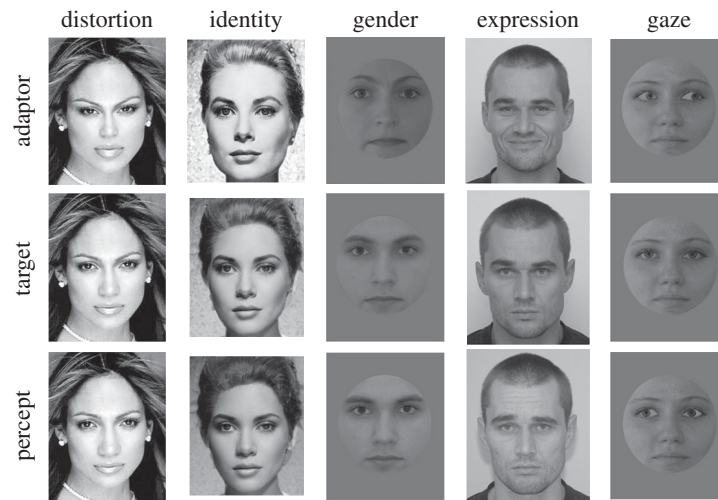 distortion identity gender expression gaze
adaptor
target
percept